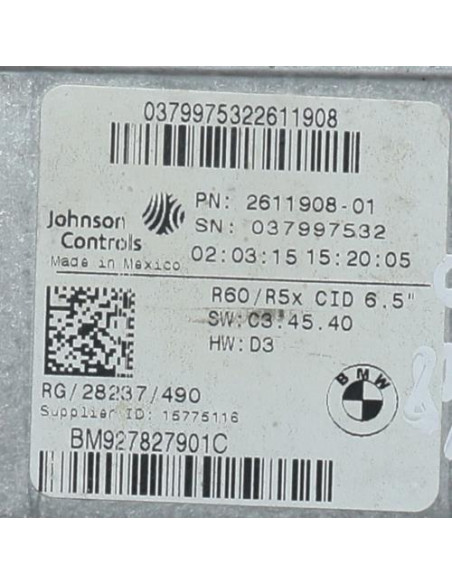 0379975322611908
Johnson
Controls
Made in Mexico
PN: 2611908-01
SN: 037997532
02:03:15 15:20:05
R60/R5x CID 6.5"
SW:C3.45.40
HW:D3
RG/28237/490
Supplier ID: 15775116
BMW
BM927827901C